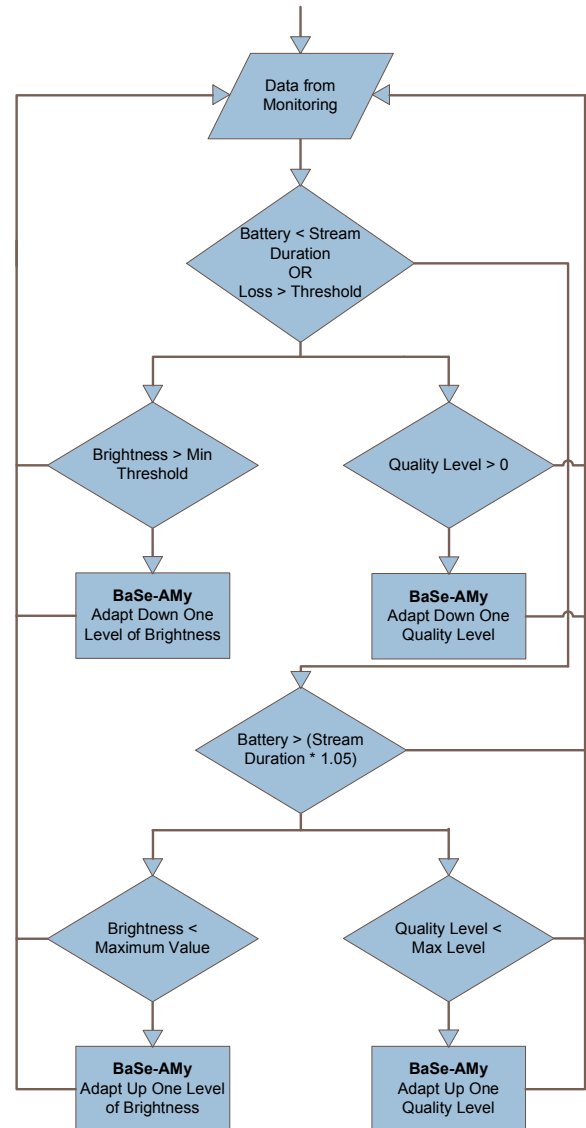 Data from
Monitoring
Battery < Stream
Duration
OR
Loss > Threshold
Brightness > Min
Threshold
Quality Level > 0
BaSe-AMy
Adapt Down One
Level of Brightness
BaSe-AMy
Adapt Down One
Quality Level
Battery > (Stream
Duration * 1.05)
Brightness <
Maximum Value
Quality Level <
Max Level
BaSe-AMy
Adapt Up One Level
of Brightness
BaSe-AMy
Adapt Up One
Quality Level